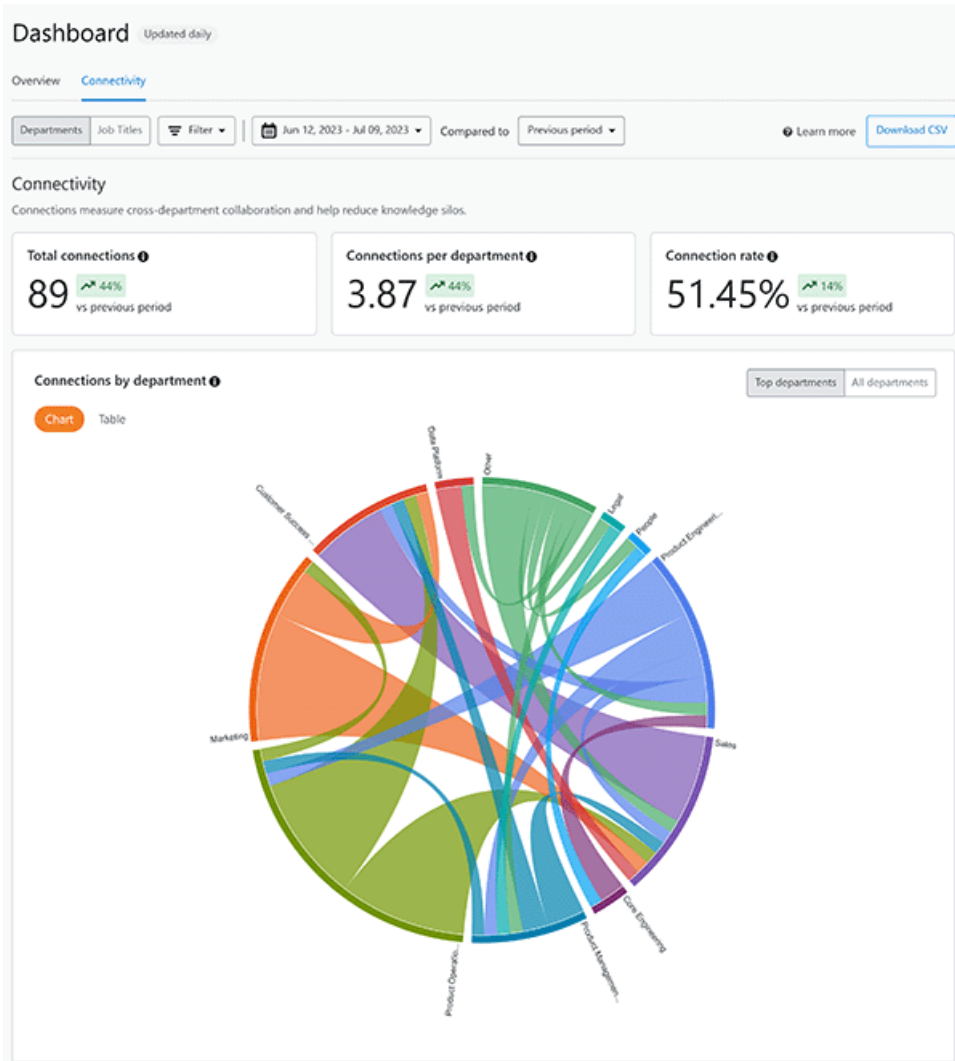 Dashboard Updated daily
Overview Connectivity
Departments Job Titles Filter Jun 12, 2023 - Jul 09, 2023 Compared to Previous period Learn more Download CSV
Connectivity
Connections measure cross-department collaboration and help reduce knowledge silos.
Total connections
89 44%
vs previous period
Connections per department
3.87 44%
vs previous period
Connection rate
51.45% 14%
vs previous period
Connections by department
Top departments All departments
Chart Table
Data Platform
Other
Legal
People
Product Engineeri...
Customer Success ...
Marketing
Sales
Core Engineering
Product Managemen...
Product Operatio...